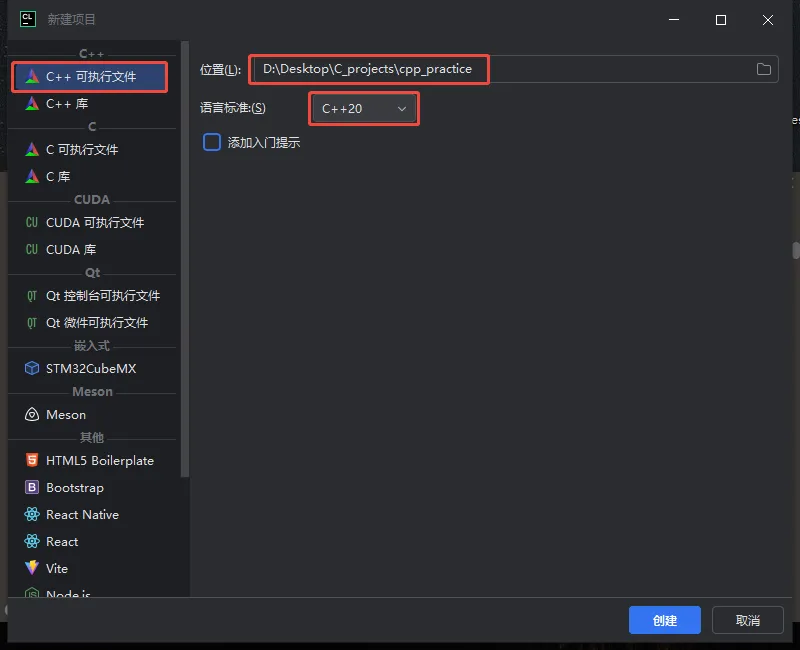 CL
新建项目
C++
C++ 可执行文件
C++ 库
C
C 可执行文件
C 库
CUDA
CU CUDA 可执行文件
CU CUDA 库
Qt
QT Qt 控制台可执行文件
QT Qt 微件可执行文件
嵌入式
STM32CubeMX
Meson
Meson
其他
HTML5 Boilerplate
B Bootstrap
React Native
React
Vite
Node.js
位置(L): D:\Desktop\C_projects\cpp_practice
语言标准:(S) C++20
添加入门提示
创建
取消